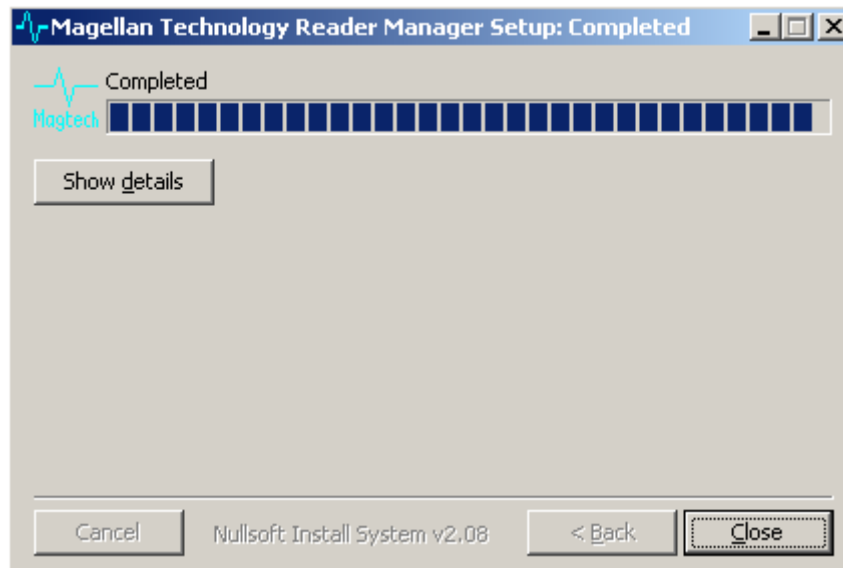 Magellan Technology Reader Manager Setup: Completed
Completed
Magtech
Show details
Cancel
Nullsoft Install System v2.08
< Back
Close